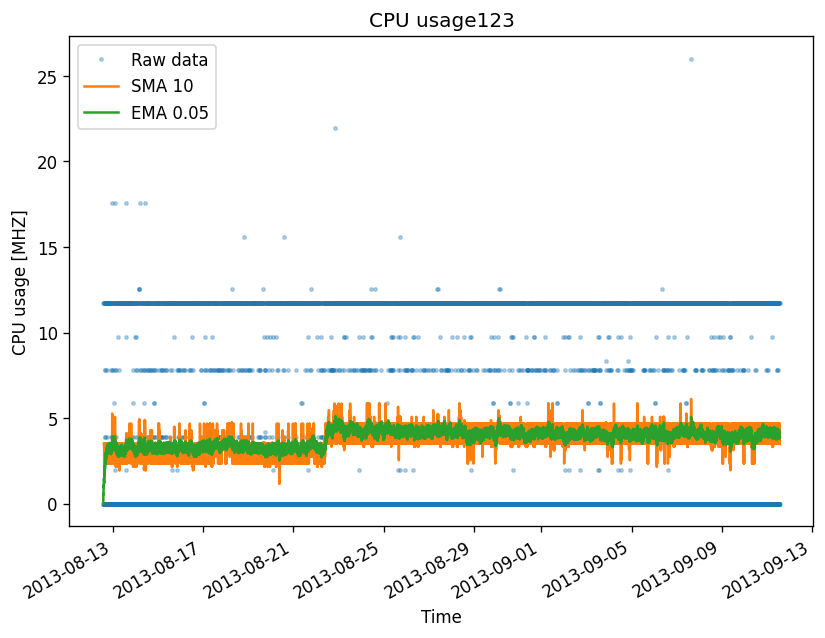 CPU usage123
Raw data
SMA 10
EMA 0.05
CPU usage [MHZ]
25
20
15
10
5
0
2013-08-13
2013-08-17
2013-08-21
2013-08-25
2013-08-29
2013-09-01
2013-09-05
2013-09-09
2013-09-13
Time